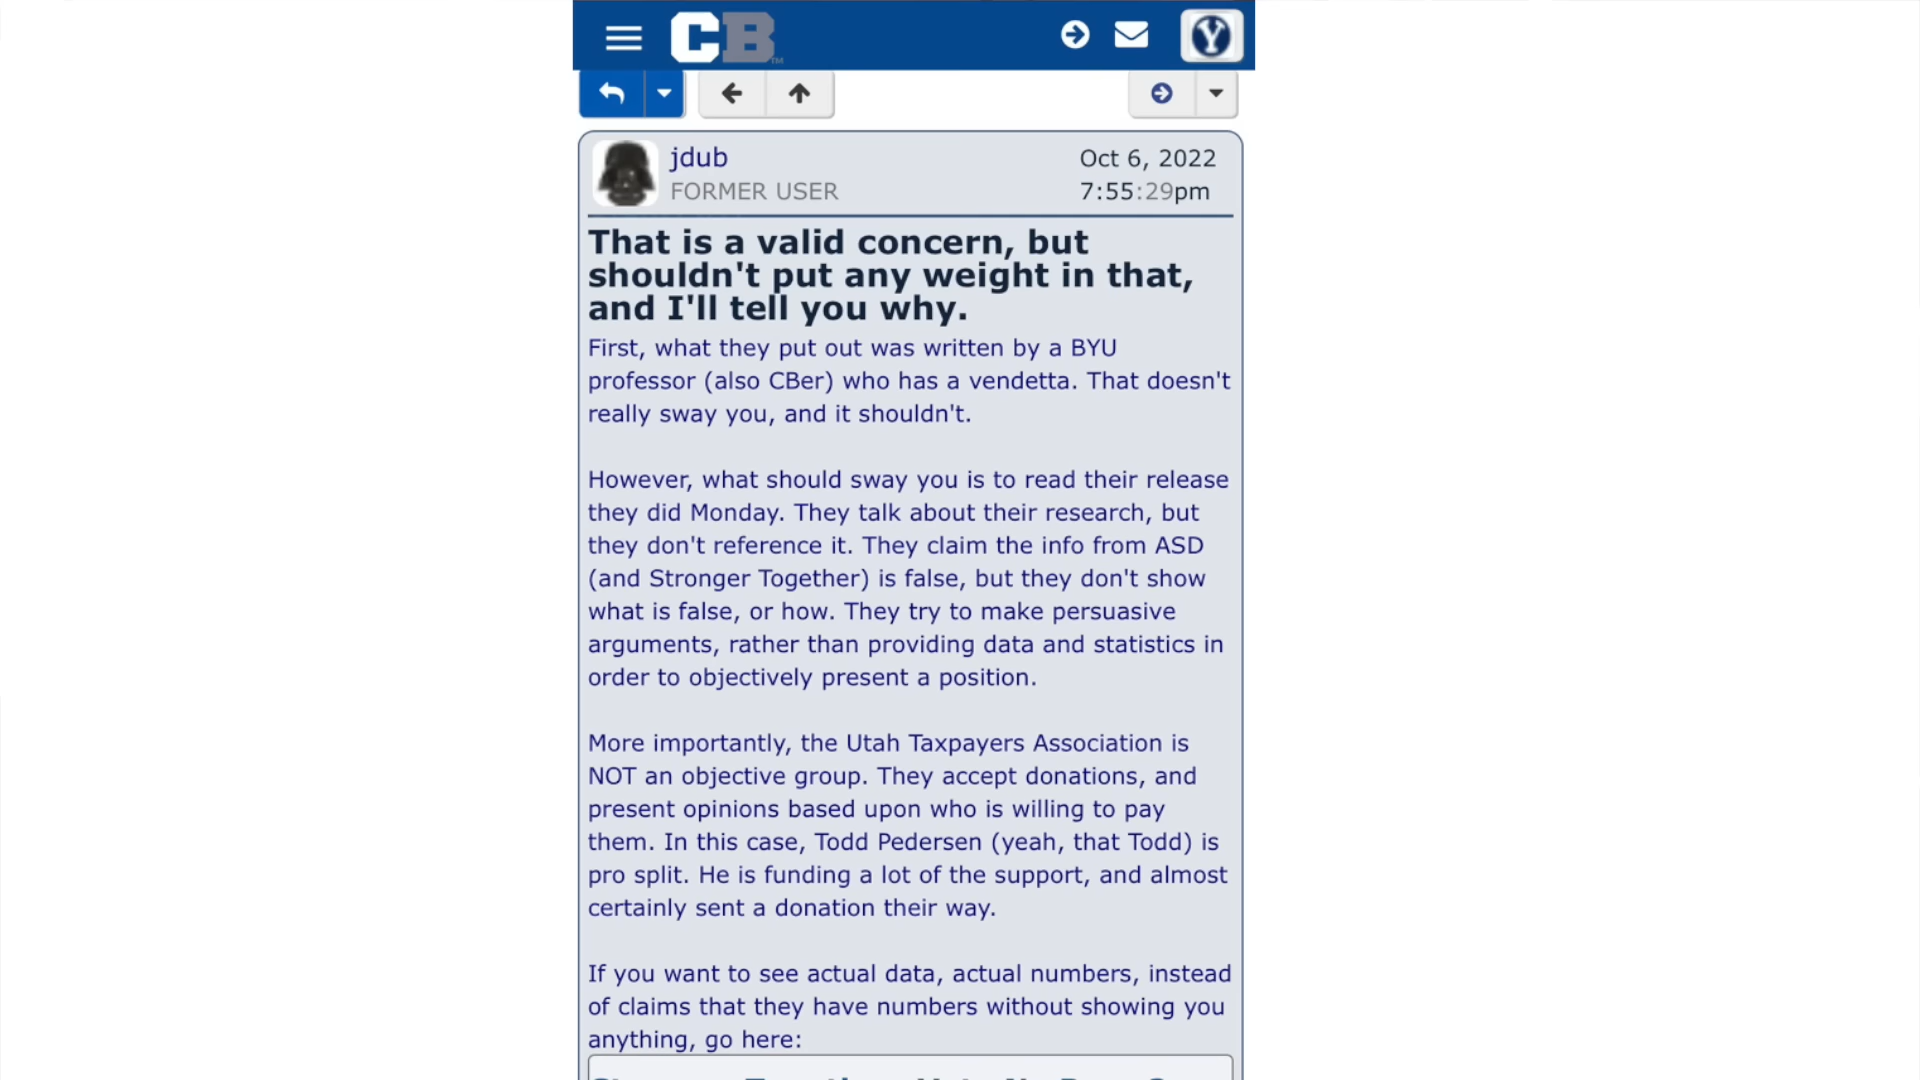 CB
TM
Y
jdub
Oct 6, 2022
FORMER USER
7:55:29pm
That is a valid concern, but
shouldn't put any weight in that,
and I'll tell you why.
First, what they put out was written by a BYU
professor (also CBer) who has a vendetta. That doesn't
really sway you, and it shouldn't.
However, what should sway you is to read their release
they did Monday. They talk about their research, but
they don't reference it. They claim the info from ASD
(and Stronger Together) is false, but they don't show
what is false, or how. They try to make persuasive
arguments, rather than providing data and statistics in
order to objectively present a position.
More importantly, the Utah Taxpayers Association is
NOT an objective group. They accept donations, and
present opinions based upon who is willing to pay
them. In this case, Todd Pedersen (yeah, that Todd) is
pro split. He is funding a lot of the support, and almost
certainly sent a donation their way.
If you want to see actual data, actual numbers, instead
of claims that they have numbers without showing you
anything, go here: